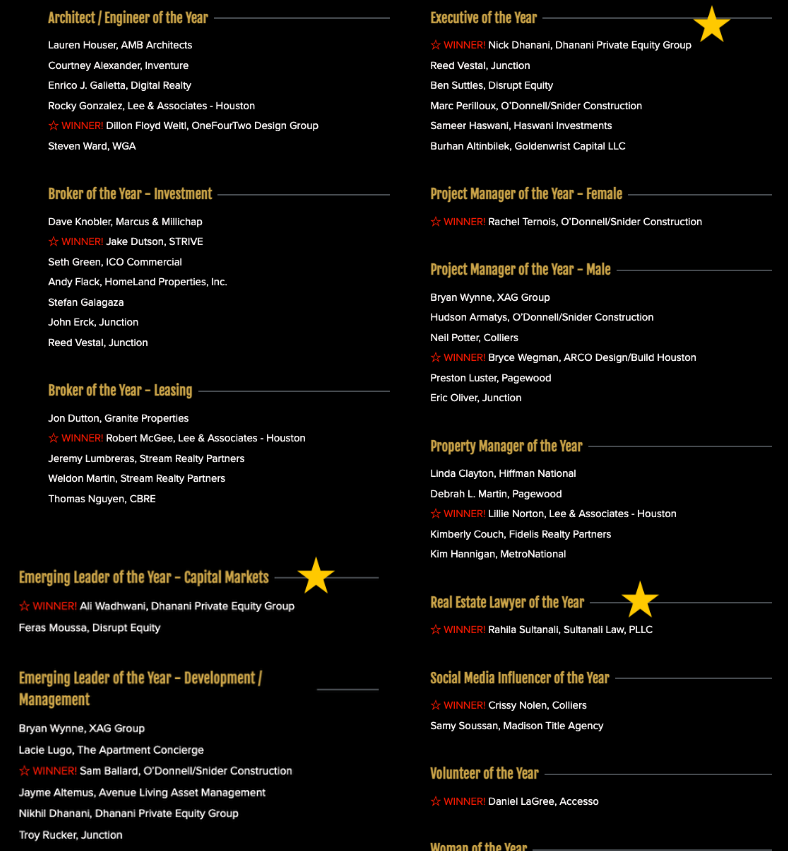 Architect / Engineer of the Year
Lauren Houser, AMB Architects
Courtney Alexander, Inventure
Enrico J. Galietta, Digital Realty
Rocky Gonzalez, Lee & Associates - Houston
☆ WINNER! Dillon Floyd Weitl, OneFourTwo Design Group
Steven Ward, WGA
Broker of the Year - Investment
Dave Knobler, Marcus & Millichap
☆ WINNER! Jake Dutson, STRIVE
Seth Green, ICO Commercial
Andy Flack, HomeLand Properties, Inc.
Stefan Galagaza
John Erck, Junction
Reed Vestal, Junction
Broker of the Year - Leasing
Jon Dutton, Granite Properties
☆ WINNER! Robert McGee, Lee & Associates - Houston
Jeremy Lumbreras, Stream Realty Partners
Weldon Martin, Stream Realty Partners
Thomas Nguyen, CBRE
Emerging Leader of the Year - Capital Markets
☆ WINNER! Ali Wadhwani, Dhanani Private Equity Group
Feras Moussa, Disrupt Equity
Emerging Leader of the Year - Development /
Management
Bryan Wynne, XAG Group
Lacie Lugo, The Apartment Concierge
☆ WINNER! Sam Ballard, O'Donnell/Snider Construction
Jayme Altemus, Avenue Living Asset Management
Nikhil Dhanani, Dhanani Private Equity Group
Troy Rucker, Junction
Executive of the Year
☆ WINNER! Nick Dhanani, Dhanani Private Equity Group
Reed Vestal, Junction
Ben Suttles, Disrupt Equity
Marc Perilloux, O'Donnell/Snider Construction
Sameer Haswani, Haswani Investments
Burhan Altinbilek, Goldenwrist Capital LLC
Project Manager of the Year - Female
☆ WINNER! Rachel Ternois, O'Donnell/Snider Construction
Project Manager of the Year - Male
Bryan Wynne, XAG Group
Hudson Armatys, O'Donnell/Snider Construction
Neil Potter, Colliers
☆ WINNER! Bryce Wegman, ARCO Design/Build Houston
Preston Luster, Pagewood
Eric Oliver, Junction
Property Manager of the Year
Linda Clayton, Hiffman National
Debrah L. Martin, Pagewood
☆ WINNER! Lillie Norton, Lee & Associates - Houston
Kimberly Couch, Fidelis Realty Partners
Kim Hannigan, MetroNational
Real Estate Lawyer of the Year
☆ WINNER! Rahila Sultanali, Sultanali Law, PLLC
Social Media Influencer of the Year
☆ WINNER! Crissy Nolen, Colliers
Samy Soussan, Madison Title Agency
Volunteer of the Year
☆ WINNER! Daniel LaGree, Accesso
Woman of the Year